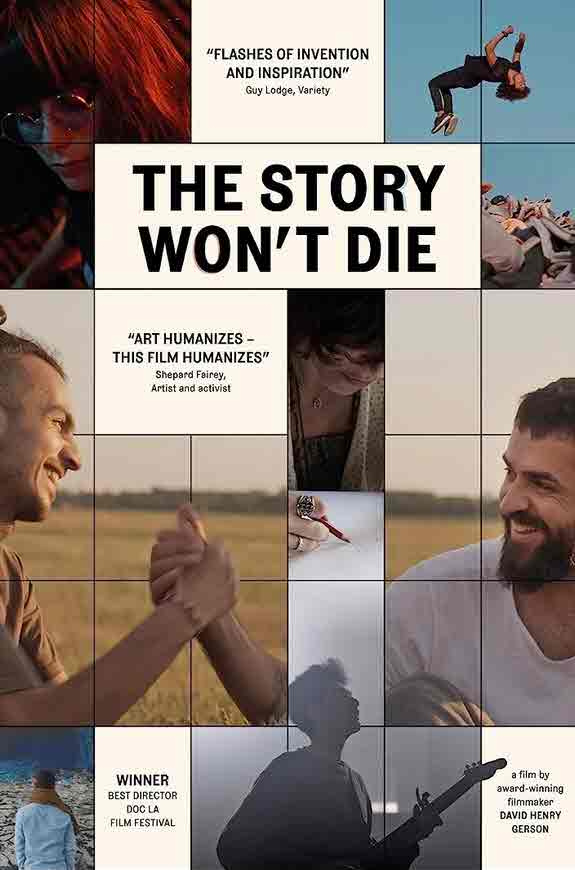 “FLASHES OF INVENTION
AND INSPIRATION”
Guy Lodge, Variety
THE STORY
WON’T DIE
“ART HUMANIZES –
THIS FILM HUMANIZES”
Shepard Fairey,
Artist and activist
WINNER
BEST DIRECTOR
DOC LA
FILM FESTIVAL
a film by
award-winning
filmmaker
DAVID HENRY
GERSON